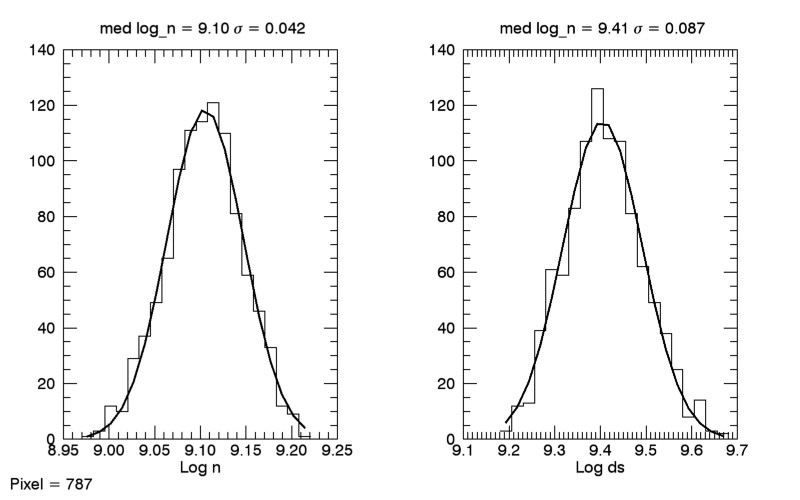 med log_n = 9.10 σ = 0.042
140
120
100
80
60
40
20
0
8.95 9.00 9.05 9.10 9.15 9.20 9.25
Log n
med log_n = 9.41 σ = 0.087
140
120
100
80
60
40
20
0
9.1 9.2 9.3 9.4 9.5 9.6 9.7
Log ds
Pixel = 787